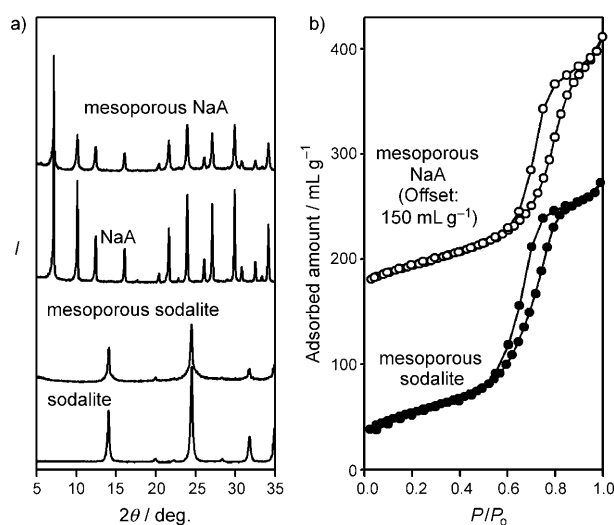 a)
mesoporous NaA
NaA
mesoporous sodalite
sodalite
I
5 10 15 20 25 30 35
2θ / deg.
b)
400
300
200
100
0
Adsorbed amount / mL g⁻¹
mesoporous
NaA
(Offset:
150 mL g⁻¹)
mesoporous
sodalite
0.0 0.2 0.4 0.6 0.8 1.0
P/P₀